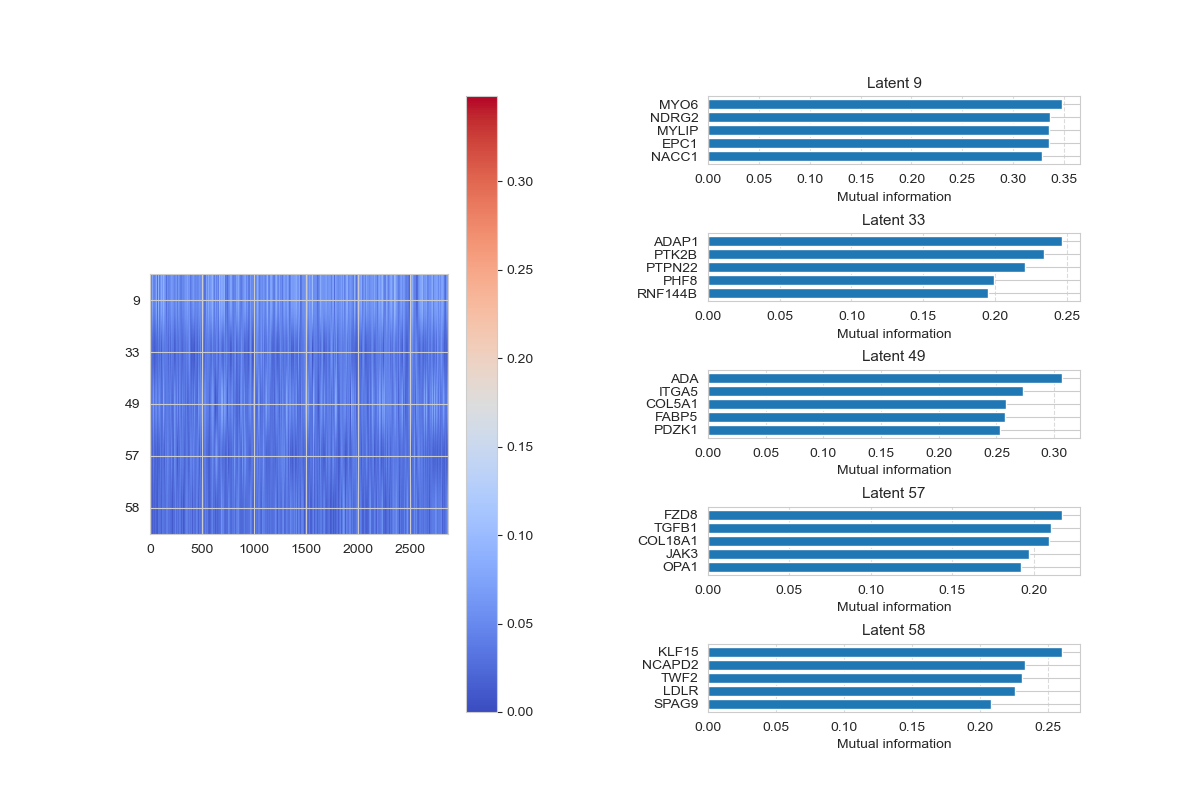 9
33
49
57
58
0 500 1000 1500 2000 2500
0.30
0.25
0.20
0.15
0.10
0.05
0.00
Latent 9
MYO6
NDRG2
MYLIP
EPC1
NACC1
0.00 0.05 0.10 0.15 0.20 0.25 0.30 0.35
Mutual information
Latent 33
ADAP1
PTK2B
PTPN22
PHF8
RNF144B
0.00 0.05 0.10 0.15 0.20 0.25
Mutual information
Latent 49
ADA
ITGA5
COL5A1
FABP5
PDZK1
0.00 0.05 0.10 0.15 0.20 0.25 0.30
Mutual information
Latent 57
FZD8
TGFB1
COL18A1
JAK3
OPA1
0.00 0.05 0.10 0.15 0.20
Mutual information
Latent 58
KLF15
NCAPD2
TWF2
LDLR
SPAG9
0.00 0.05 0.10 0.15 0.20 0.25
Mutual information